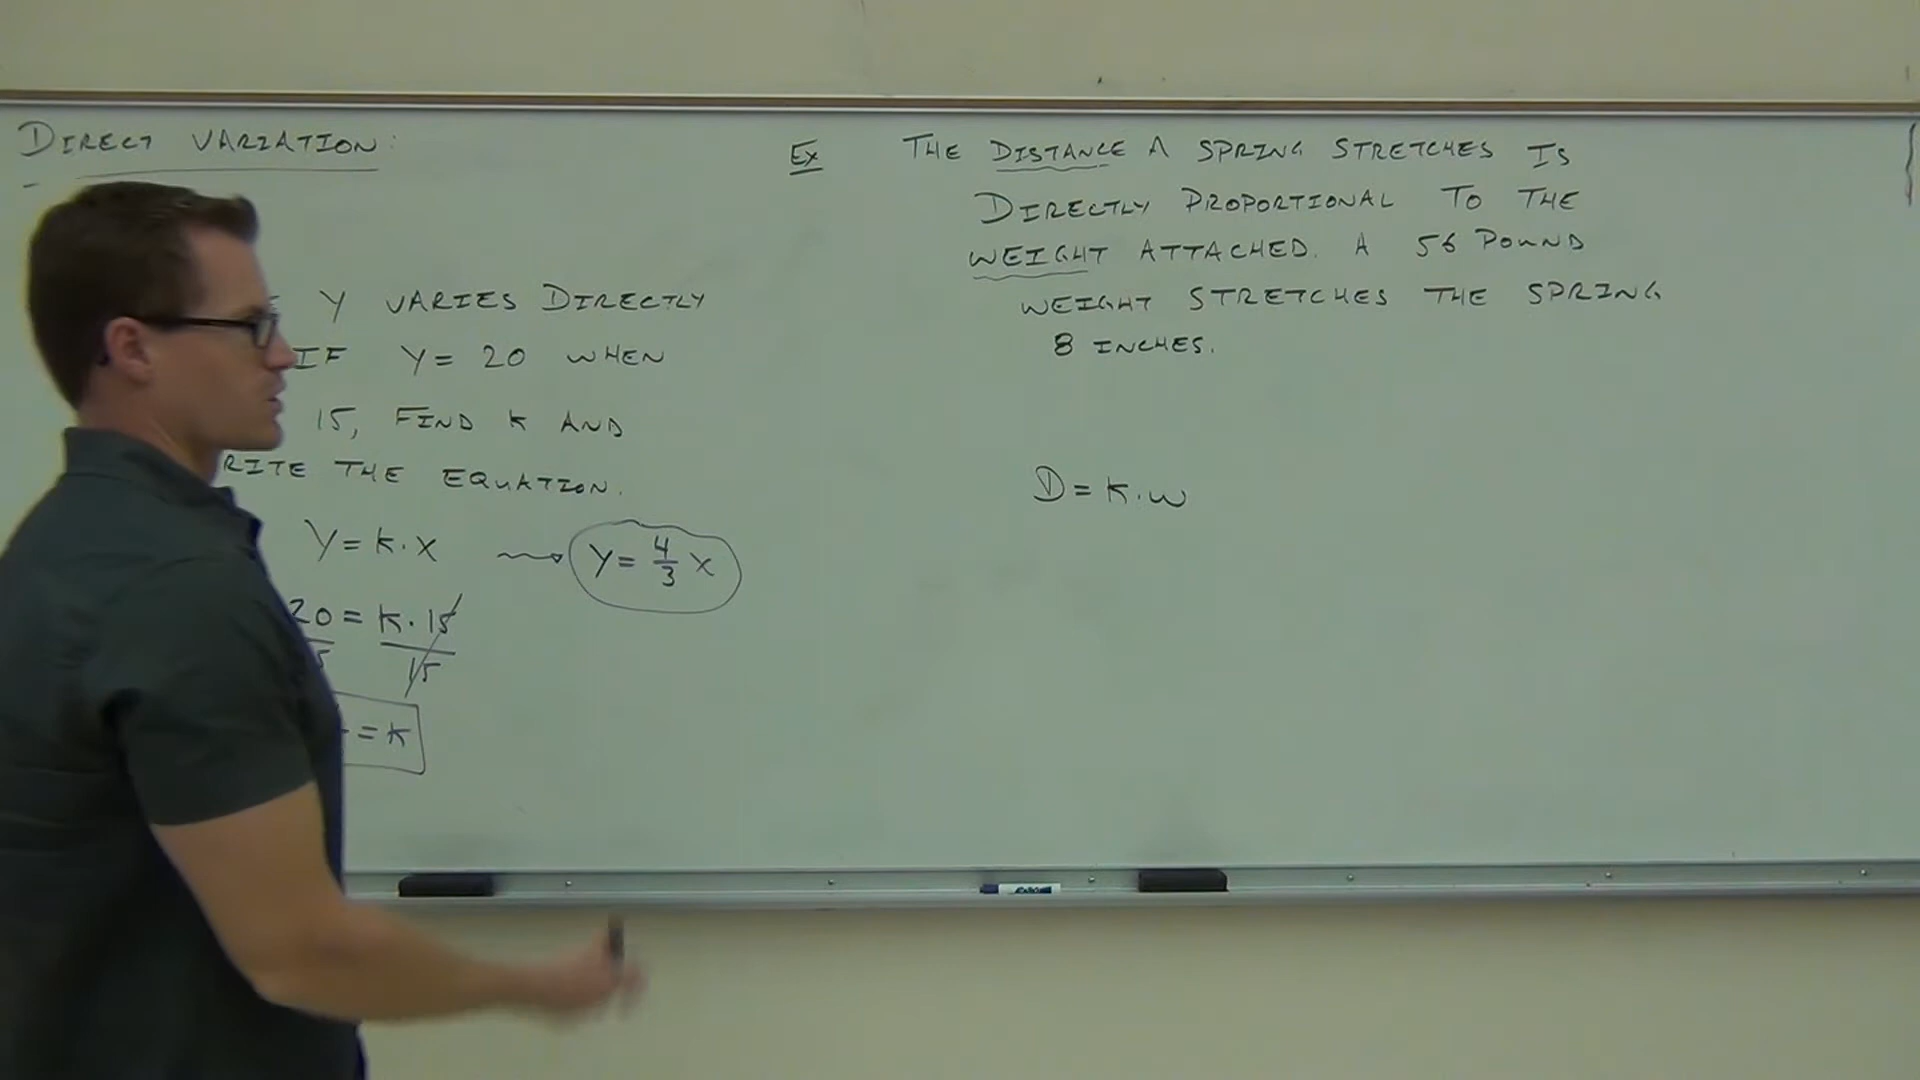 DIRECT VARIATION:
Y VARIES DIRECTLY
IF Y = 20 WHEN
15, FIND K AND
RITE THE EQUATION.
Y = K · X → Y = 4/3 X
20 = K · 15
15
= K
Ex THE DISTANCE A SPRING STRETCHES IS
DIRECTLY PROPORTIONAL TO THE
WEIGHT ATTACHED. A 56 POUND
WEIGHT STRETCHES THE SPRING
8 INCHES.
D = K · W